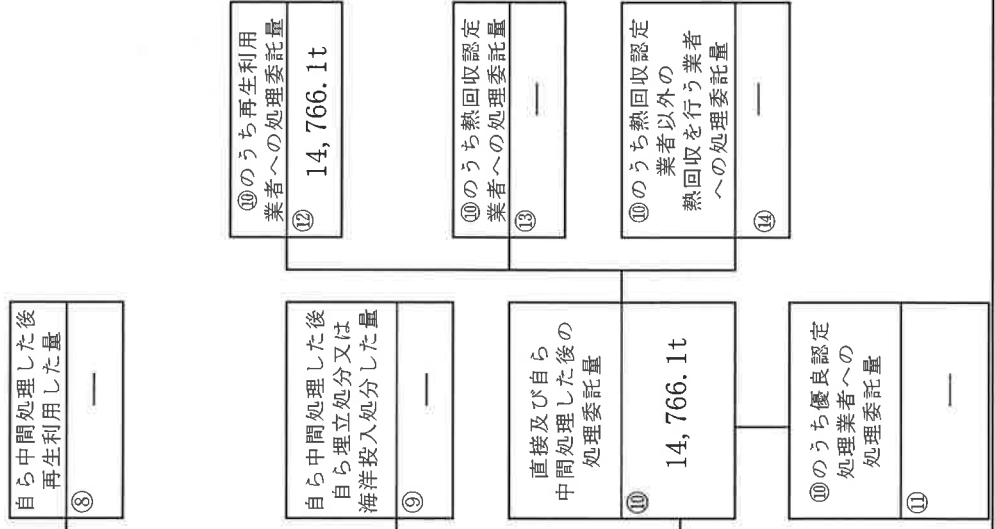 自ら中間処理した後
再生利用した量
⑧
—
自ら中間処理した後
自ら埋立処分又は
海洋投入処分した量
⑨
—
直接及び自ら
中間処理した後の
処理委託量
⑩
14,766.1t
⑩のうち優良認定
処理業者への
処理委託量
⑪
—
⑩のうち再生利用
業者への処理委託量
⑫
14,766.1t
⑩のうち熱回収認定
業者への処理委託量
⑬
—
⑩のうち熱回収認定
業者以外の
熱回収を行う業者
への処理委託量
⑭
—